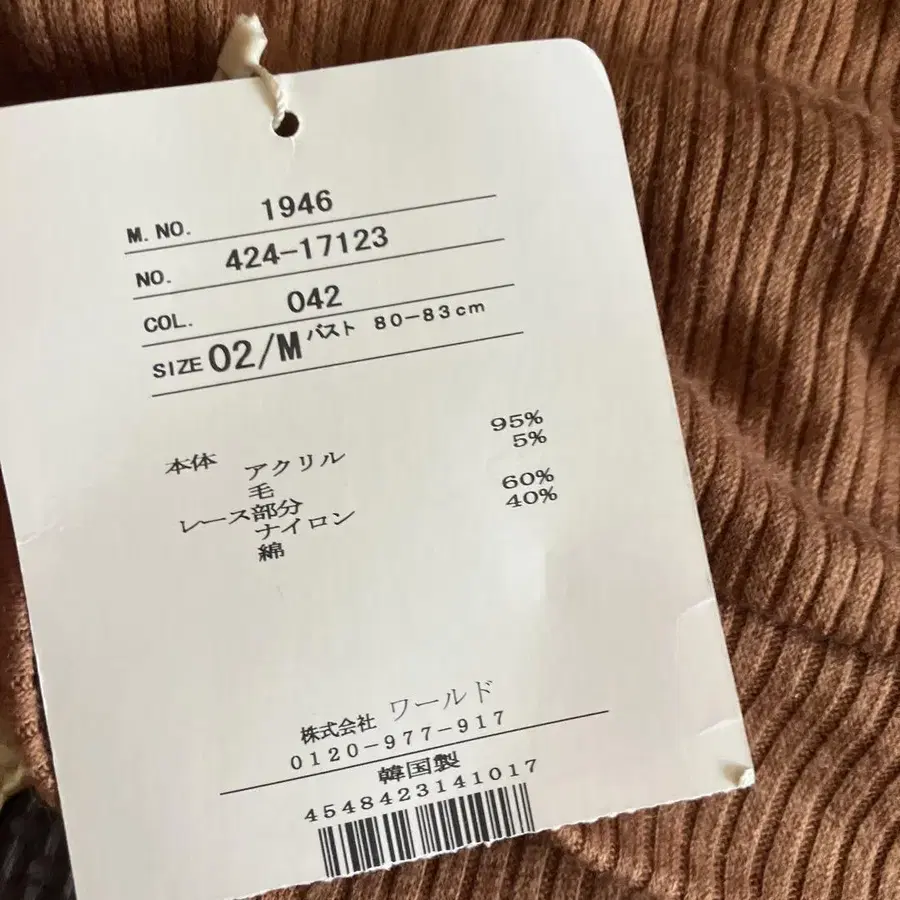 M. NO. 1946
NO. 424-17123
COL. 042
SIZE 02/M バスト 80-83cm
本体
アクリル 95%
毛 5%
レース部分
ナイロン 60%
綿 40%
株式会社 ワールド
0120-977-917
韓国製
4548423141017